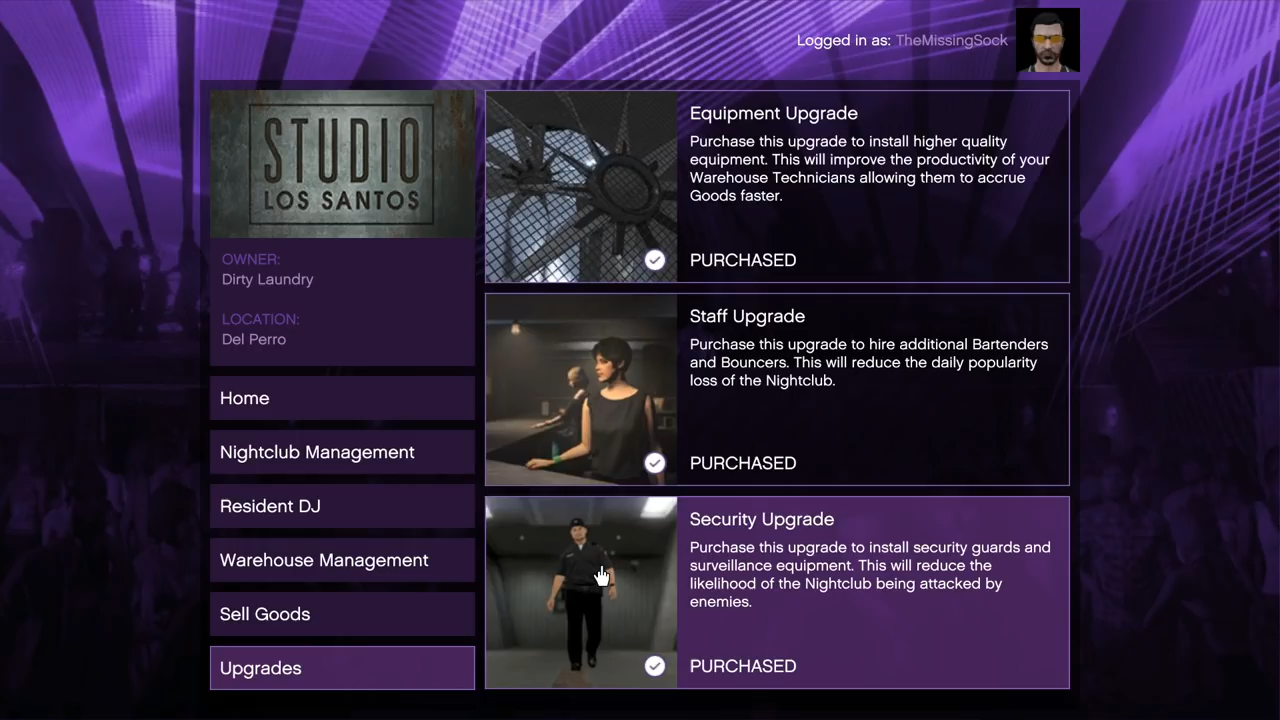 Logged in as: TheMissingSock
STUDIO
LOS SANTOS
OWNER:
Dirty Laundry
LOCATION:
Del Perro
Home
Nightclub Management
Resident DJ
Warehouse Management
Sell Goods
Upgrades
Equipment Upgrade
Purchase this upgrade to install higher quality
equipment. This will improve the productivity of your
Warehouse Technicians allowing them to accrue
Goods faster.
PURCHASED
Staff Upgrade
Purchase this upgrade to hire additional Bartenders
and Bouncers. This will reduce the daily popularity
loss of the Nightclub.
PURCHASED
Security Upgrade
Purchase this upgrade to install security guards and
surveillance equipment. This will reduce the
likelihood of the Nightclub being attacked by
enemies.
PURCHASED